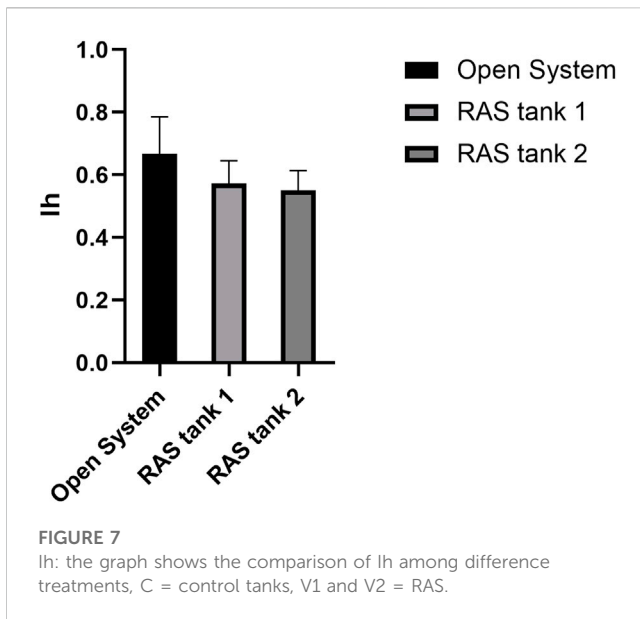 1.0
0.8
0.6
0.4
0.2
0.0
Ih
Open System
RAS tank 1
RAS tank 2
Open System
RAS tank 1
RAS tank 2
FIGURE 7
Ih: the graph shows the comparison of Ih among difference
treatments, C = control tanks, V1 and V2 = RAS.